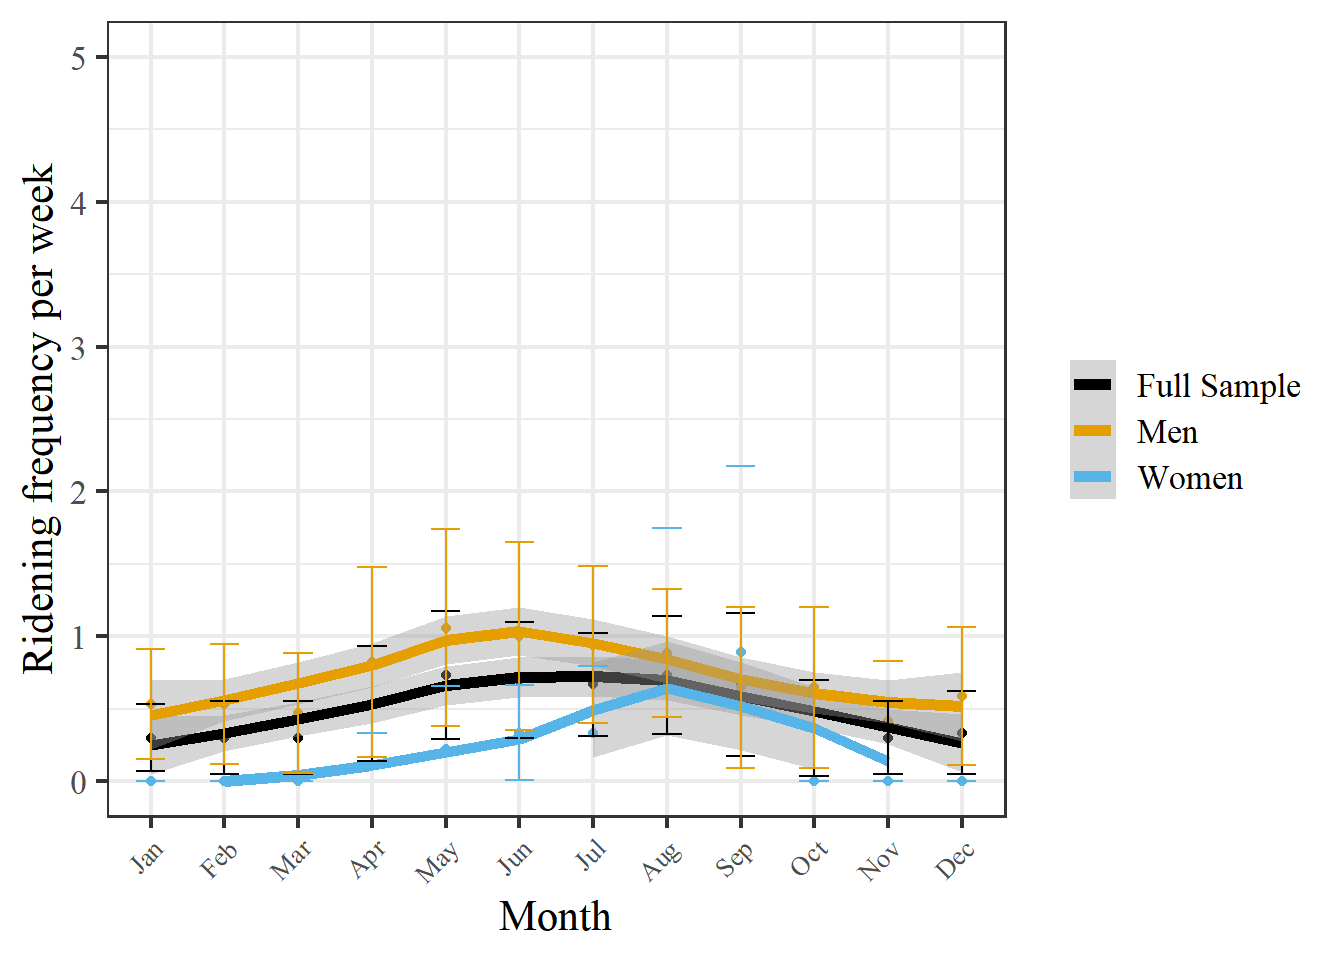 Ridening frequency per week
5
4
3
2
1
0
Jan
Feb
Mar
Apr
May
Jun
Jul
Aug
Sep
Oct
Nov
Dec
Month
Full Sample
Men
Women